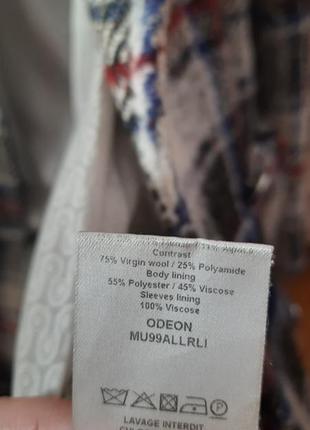 Contrast
75% Virgin wool / 25% Polyamide
Body lining
55% Polyester / 45% Viscose
Sleeves lining
100% Viscose
ODEON
MU99ALLRLI
LAVAGE INTERDIT